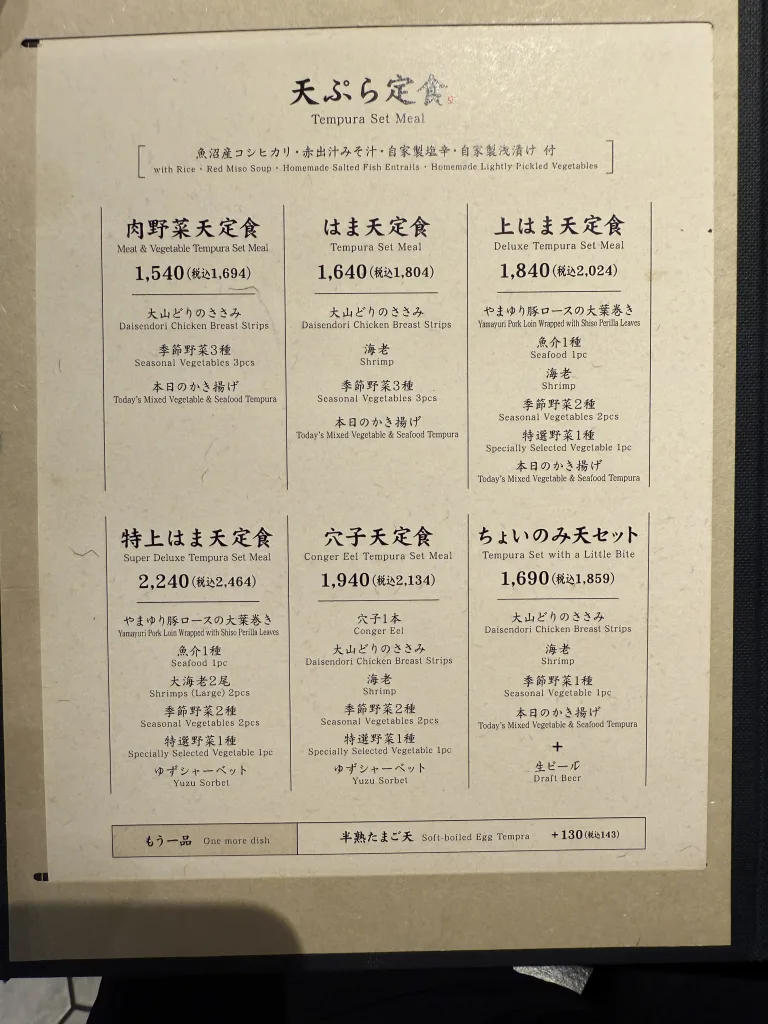 天ぷら定食
Tempura Set Meal
魚沼産コシヒカリ・赤出汁みそ汁・自家製塩辛・自家製浅漬け 付
with Rice・Red Miso Soup・Homemade Salted Fish Entrails・Homemade Lightly Pickled Vegetables
肉野菜天定食
Meat & Vegetable Tempura Set Meal
1,540(税込1,694)
大山どりのささみ
Daisendori Chicken Breast Strips
季節野菜3種
Seasonal Vegetables 3pcs
本日のかき揚げ
Today's Mixed Vegetable & Seafood Tempura
はま天定食
Tempura Set Meal
1,640(税込1,804)
大山どりのささみ
Daisendori Chicken Breast Strips
海老
Shrimp
季節野菜3種
Seasonal Vegetables 3pcs
本日のかき揚げ
Today's Mixed Vegetable & Seafood Tempura
上はま天定食
Deluxe Tempura Set Meal
1,840(税込2,024)
やまゆり豚ロースの大葉巻き
Yamayuri Pork Loin Wrapped with Shiso Perilla Leaves
魚介1種
Seafood 1pc
海老
Shrimp
季節野菜2種
Seasonal Vegetables 2pcs
特選野菜1種
Specially Selected Vegetable 1pc
本日のかき揚げ
Today's Mixed Vegetable & Seafood Tempura
特上はま天定食
Super Deluxe Tempura Set Meal
2,240(税込2,464)
やまゆり豚ロースの大葉巻き
Yamayuri Pork Loin Wrapped with Shiso Perilla Leaves
魚介1種
Seafood 1pc
大海老2尾
Shrimps (Large) 2pcs
季節野菜2種
Seasonal Vegetables 2pcs
特選野菜1種
Specially Selected Vegetable 1pc
ゆずシャーベット
Yuzu Sorbet
穴子天定食
Conger Eel Tempura Set Meal
1,940(税込2,134)
穴子1本
Conger Eel
大山どりのささみ
Daisendori Chicken Breast Strips
海老
Shrimp
季節野菜2種
Seasonal Vegetables 2pcs
特選野菜1種
Specially Selected Vegetable 1pc
ゆずシャーベット
Yuzu Sorbet
ちょいのみ天セット
Tempura Set with a Little Bite
1,690(税込1,859)
大山どりのささみ
Daisendori Chicken Breast Strips
海老
Shrimp
季節野菜1種
Seasonal Vegetable 1pc
本日のかき揚げ
Today's Mixed Vegetable & Seafood Tempura
+
生ビール
Draft Beer
もう一品 One more dish
半熟たまご天 Soft-boiled Egg Tempra +130(税込143)